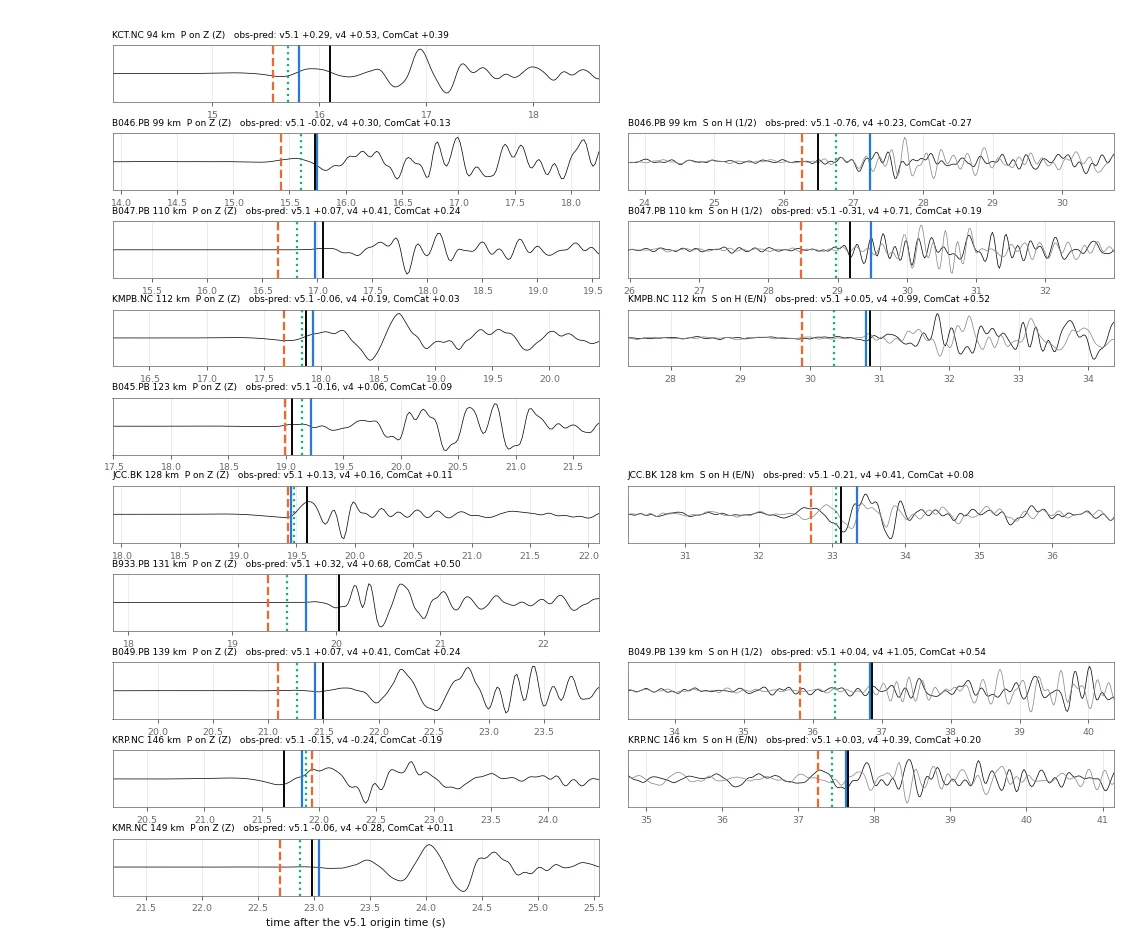 KCT.NC 94 km  P on Z (Z)   obs-pred: v5.1 +0.29, v4 +0.53, ComCat +0.39
15 16 17 18
B046.PB 99 km  P on Z (Z)   obs-pred: v5.1 -0.02, v4 +0.30, ComCat +0.13
14.0 14.5 15.0 15.5 16.0 16.5 17.0 17.5 18.0
B046.PB 99 km  S on H (1/2)   obs-pred: v5.1 -0.76, v4 +0.23, ComCat -0.27
24 25 26 27 28 29 30
B047.PB 110 km  P on Z (Z)   obs-pred: v5.1 +0.07, v4 +0.41, ComCat +0.24
15.5 16.0 16.5 17.0 17.5 18.0 18.5 19.0 19.5
B047.PB 110 km  S on H (1/2)   obs-pred: v5.1 -0.31, v4 +0.71, ComCat +0.19
26 27 28 29 30 31 32
KMPB.NC 112 km  P on Z (Z)   obs-pred: v5.1 -0.06, v4 +0.19, ComCat +0.03
16.5 17.0 17.5 18.0 18.5 19.0 19.5 20.0
KMPB.NC 112 km  S on H (E/N)   obs-pred: v5.1 +0.05, v4 +0.99, ComCat +0.52
28 29 30 31 32 33 34
B045.PB 123 km  P on Z (Z)   obs-pred: v5.1 -0.16, v4 +0.06, ComCat -0.09
17.5 18.0 18.5 19.0 19.5 20.0 20.5 21.0 21.5
JCC.BK 128 km  P on Z (Z)   obs-pred: v5.1 +0.13, v4 +0.16, ComCat +0.11
18.0 18.5 19.0 19.5 20.0 20.5 21.0 21.5 22.0
JCC.BK 128 km  S on H (E/N)   obs-pred: v5.1 -0.21, v4 +0.41, ComCat +0.08
31 32 33 34 35 36
B933.PB 131 km  P on Z (Z)   obs-pred: v5.1 +0.32, v4 +0.68, ComCat +0.50
18 19 20 21 22
B049.PB 139 km  P on Z (Z)   obs-pred: v5.1 +0.07, v4 +0.41, ComCat +0.24
20.0 20.5 21.0 21.5 22.0 22.5 23.0 23.5
B049.PB 139 km  S on H (1/2)   obs-pred: v5.1 +0.04, v4 +1.05, ComCat +0.54
34 35 36 37 38 39 40
KRP.NC 146 km  P on Z (Z)   obs-pred: v5.1 -0.15, v4 -0.24, ComCat -0.19
20.5 21.0 21.5 22.0 22.5 23.0 23.5 24.0
KRP.NC 146 km  S on H (E/N)   obs-pred: v5.1 +0.03, v4 +0.39, ComCat +0.20
35 36 37 38 39 40 41
KMR.NC 149 km  P on Z (Z)   obs-pred: v5.1 -0.06, v4 +0.28, ComCat +0.11
21.5 22.0 22.5 23.0 23.5 24.0 24.5 25.0 25.5
time after the v5.1 origin time (s)